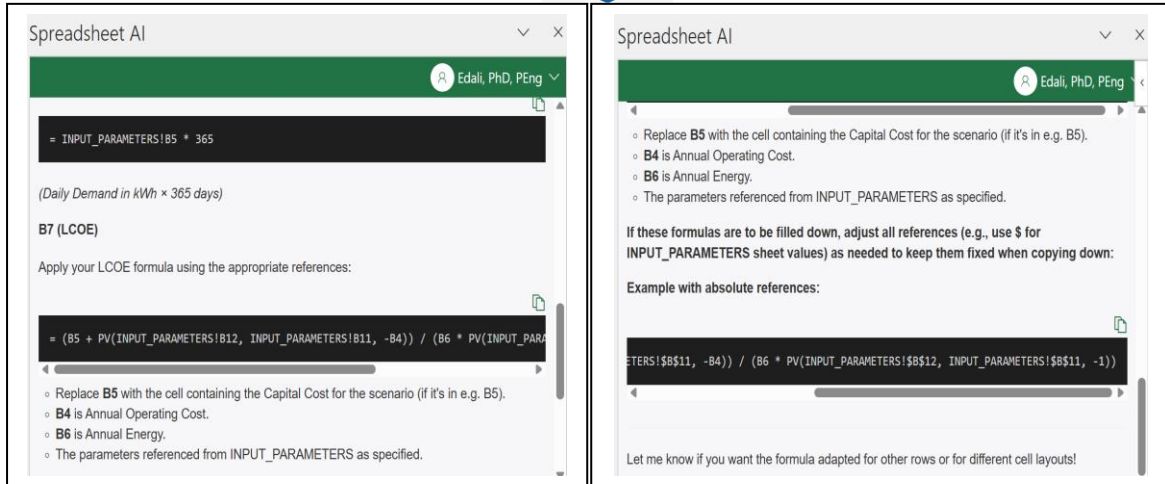 Spreadsheet AI
Edali, PhD, PEng
= INPUT_PARAMETERS!B5 * 365
(Daily Demand in kWh × 365 days)
B7 (LCOE)
Apply your LCOE formula using the appropriate references:
= (B5 + PV(INPUT_PARAMETERS!B12, INPUT_PARAMETERS!B11, -B4)) / (B6 * PV(INPUT_PARA
Replace B5 with the cell containing the Capital Cost for the scenario (if it's in e.g. B5).
B4 is Annual Operating Cost.
B6 is Annual Energy.
The parameters referenced from INPUT_PARAMETERS as specified.
Spreadsheet AI
Edali, PhD, PEng
Replace B5 with the cell containing the Capital Cost for the scenario (if it's in e.g. B5).
B4 is Annual Operating Cost.
B6 is Annual Energy.
The parameters referenced from INPUT_PARAMETERS as specified.
If these formulas are to be filled down, adjust all references (e.g., use $ for
INPUT_PARAMETERS sheet values) as needed to keep them fixed when copying down:
Example with absolute references:
ETERS!$B$11, -B4)) / (B6 * PV(INPUT_PARAMETERS!$B$12, INPUT_PARAMETERS!$B$11, -1))
Let me know if you want the formula adapted for other rows or for different cell layouts!